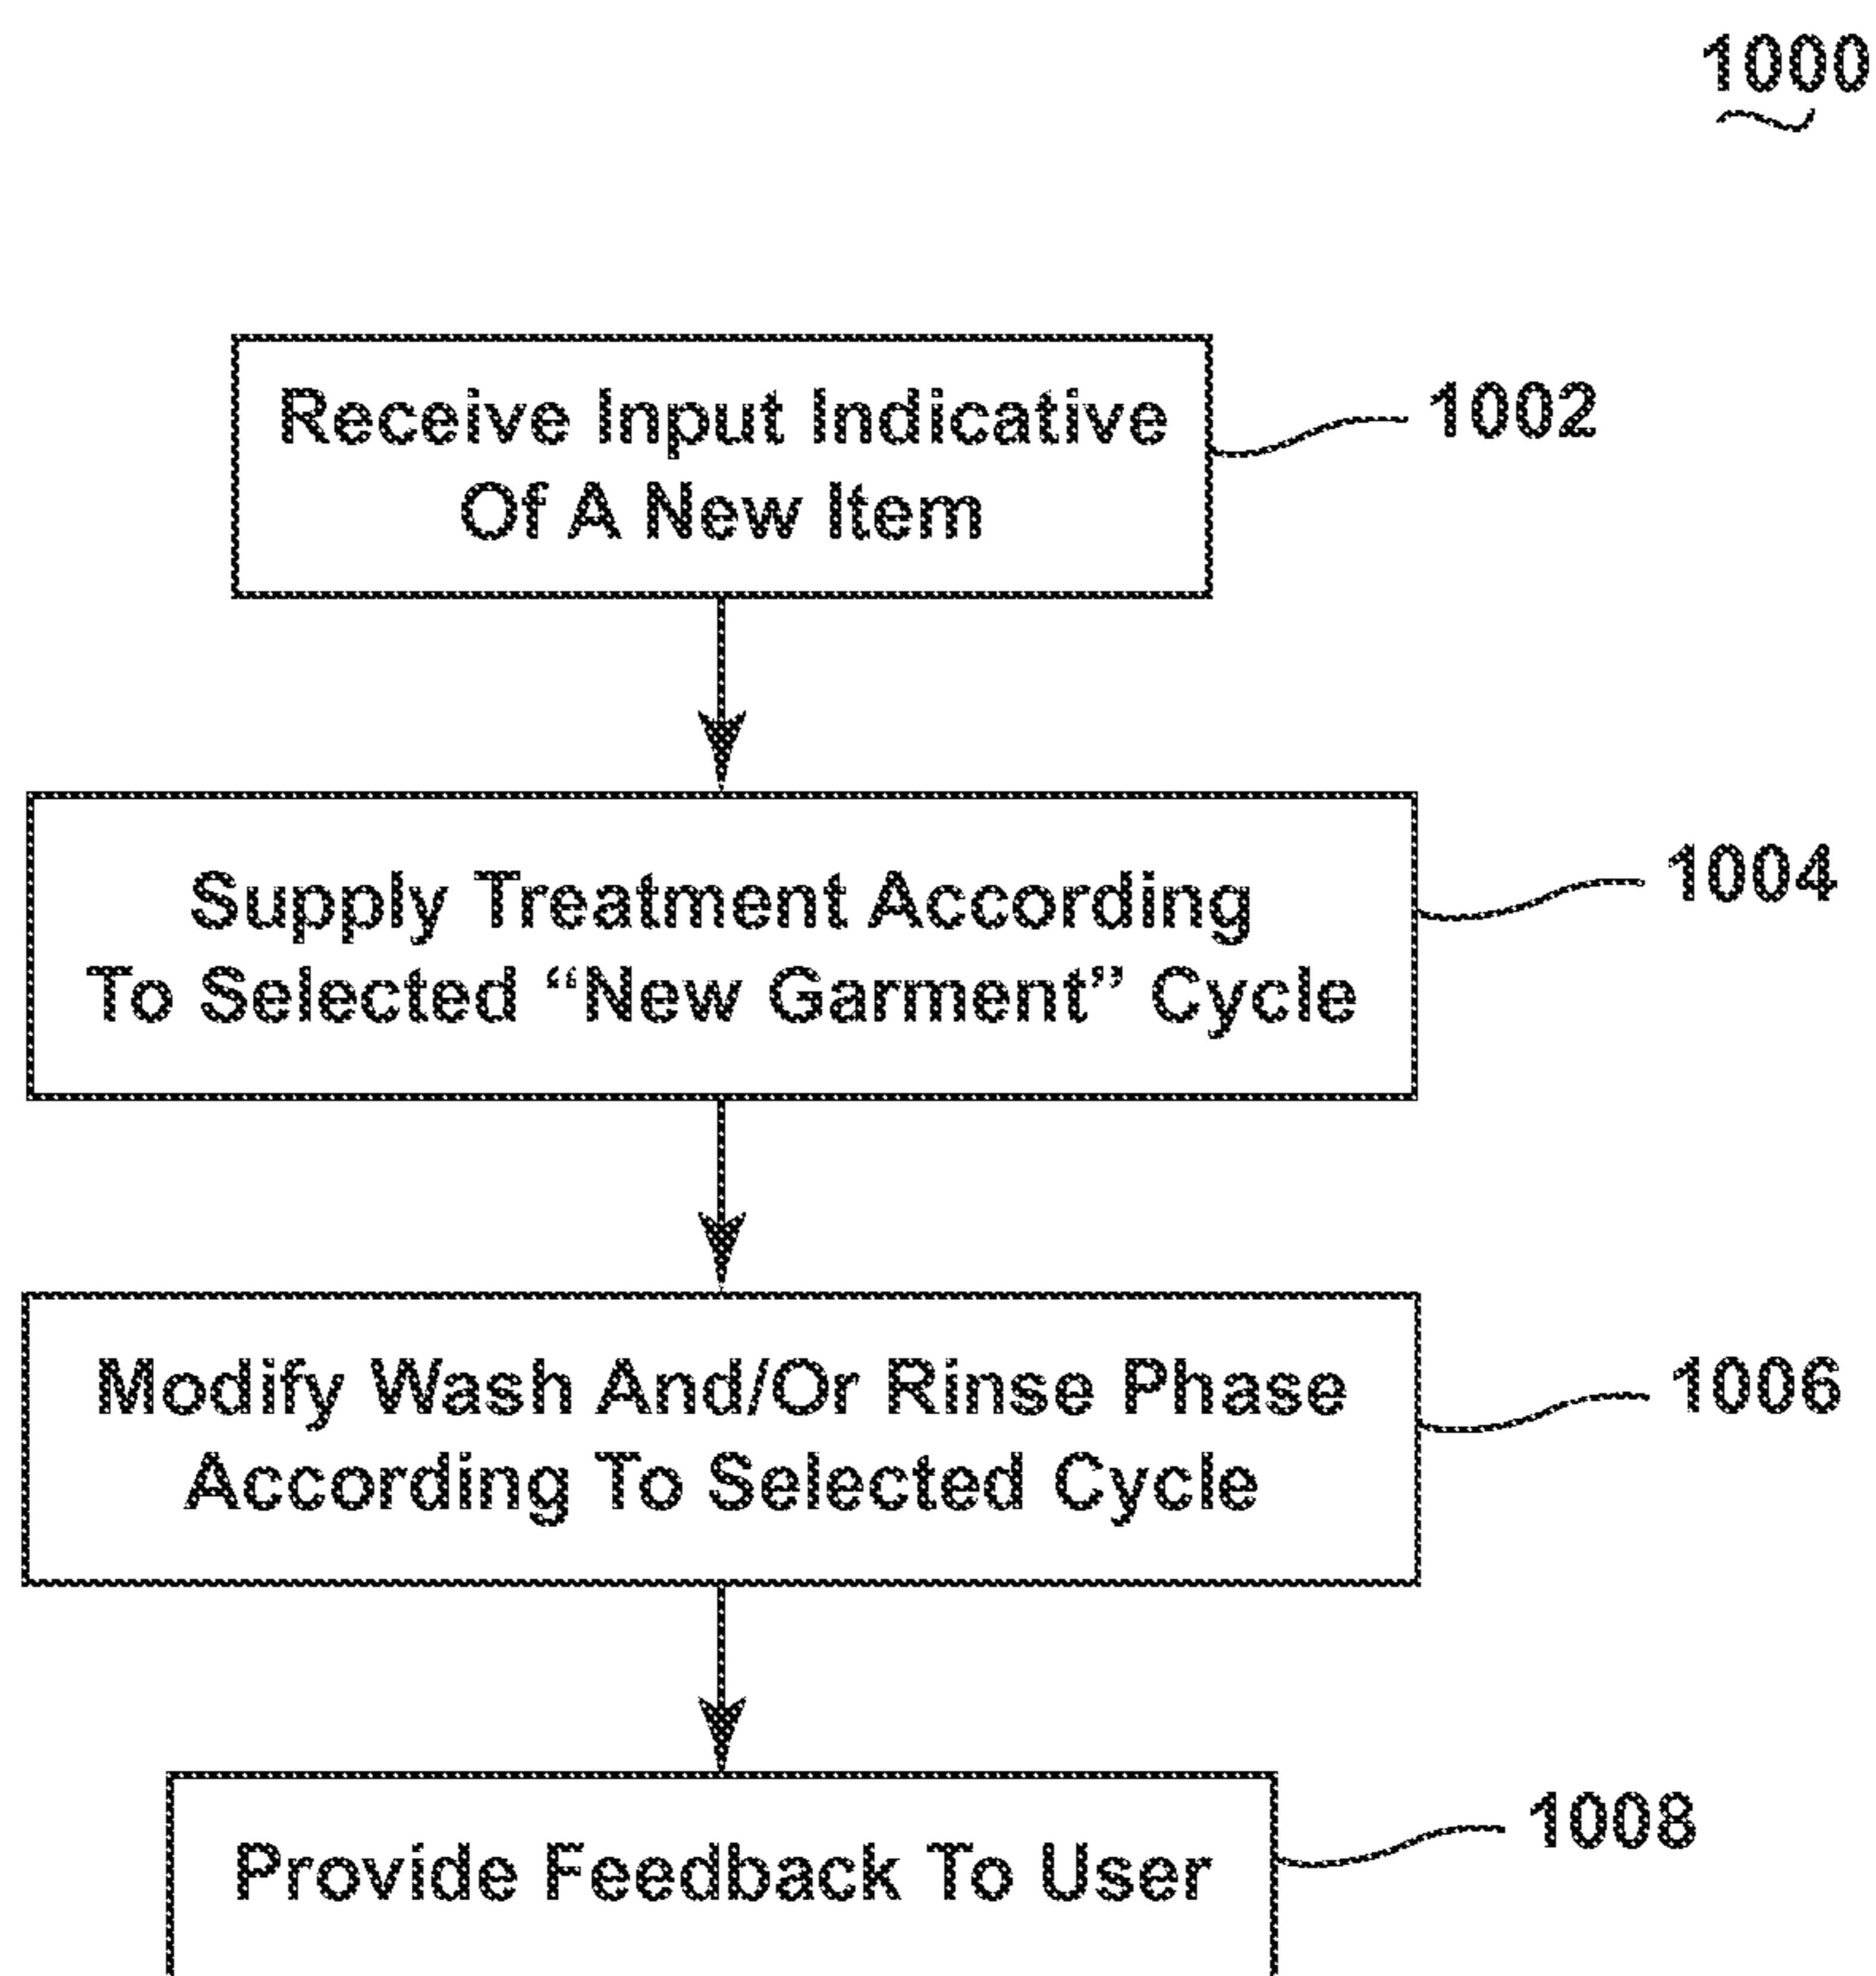 1000
Receive Input Indicative
Of A New Item
1002
Supply Treatment According
To Selected “New Garment” Cycle
1004
Modify Wash And/Or Rinse Phase
According To Selected Cycle
1006
Provide Feedback To User
1008